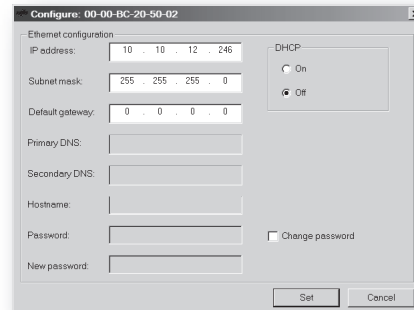 Configure: 00-00-BC-20-50-02
Ethernet configuration
IP address: 10 . 10 . 12 . 246
Subnet mask: 255 . 255 . 255 . 0
Default gateway: 0 . 0 . 0 . 0
Primary DNS:
Secondary DNS:
Hostname:
Password:
New password:
DHCP
On
Off
Change password
Set Cancel